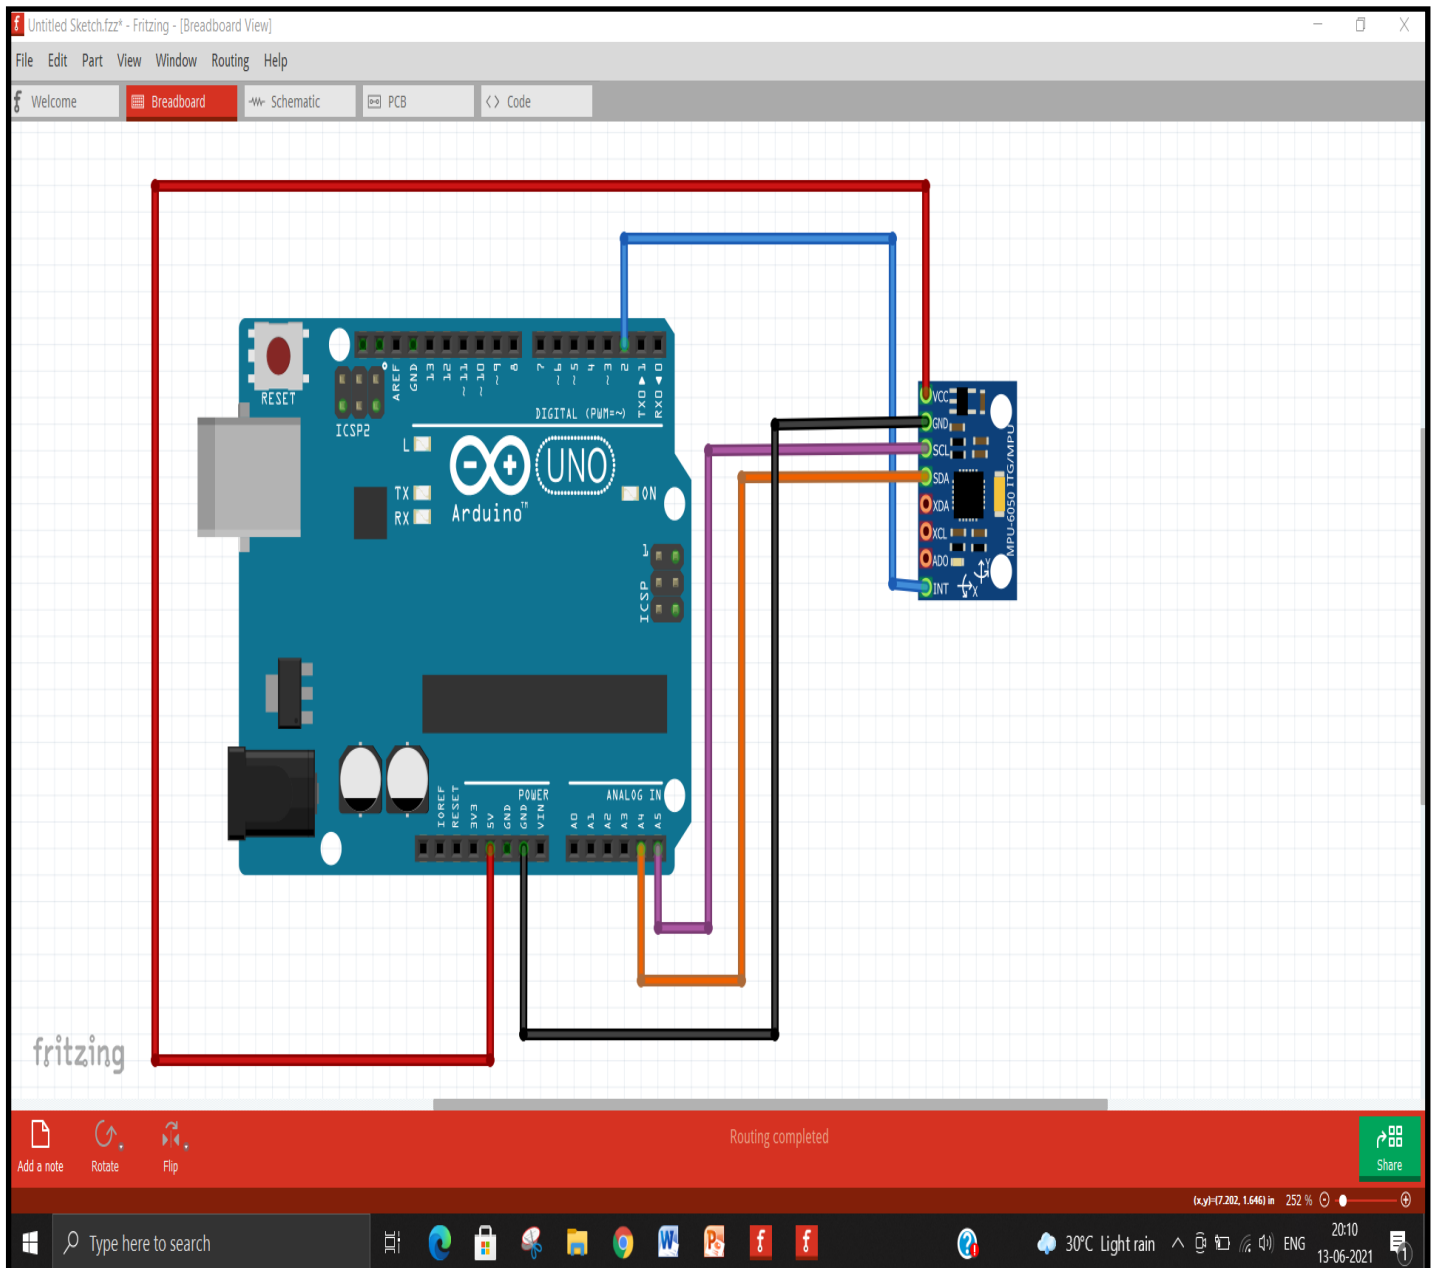 Untitled Sketch.fzz* - Fritzing - [Breadboard View]
File Edit Part View Window Routing Help
Welcome Breadboard Schematic PCB Code
RESET
ICSP2
AREF
GND
13
12
~11
~10
~9
8
7
~6
~5
4
~3
2
TX0▶1
RX0◀0
DIGITAL (PWM=~)
L
TX
RX
UNO
ON
Arduino™
1
ICSP
VCC
GND
SCL
SDA
XDA
XCL
ADO
INT
MPU-6050 ITG/MPU
Y
X
IOREF
RESET
3V3
5V
GND
GND
VIN
POWER
ANALOG IN
A0
A1
A2
A3
A4
A5
fritzing
Add a note Rotate Flip
Routing completed
Share
(x,y)=(7.202, 1.646) in 252 %
Type here to search
30°C Light rain ENG
20:10
13-06-2021
1